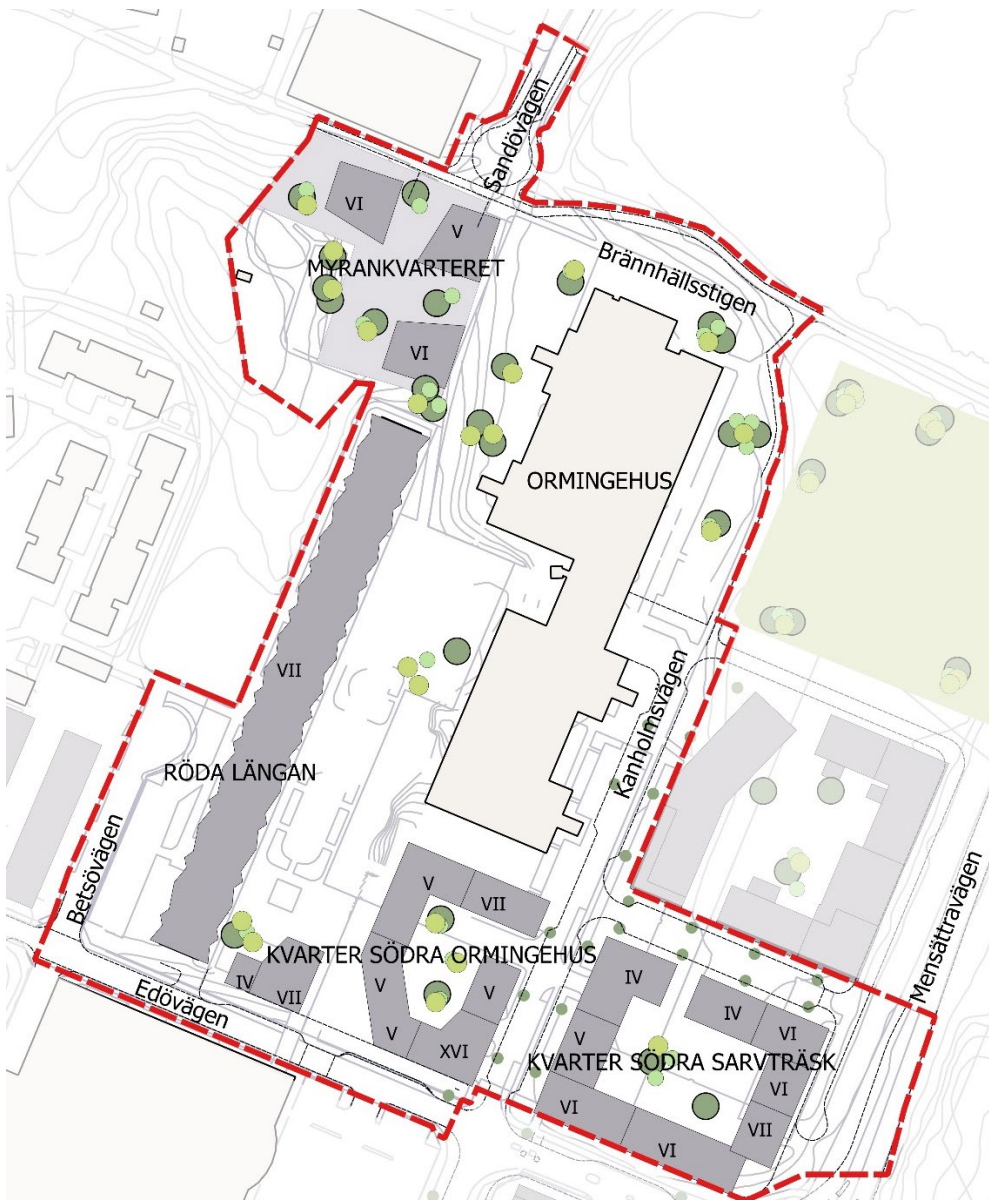 Sandövägen
VI
V
MYRANKVARTERET
Brännhällsstigen
VI
ORMINGEHUS
VII
Kanholmsvägen
RÖDA LÄNGAN
Betsövägen
V
VII
Mensättravägen
KVARTER SÖDRA ORMINGEHUS
IV
VII
V
V
IV
IV
Edövägen
V
XVI
V
VI
KVARTER SÖDRA SARVTRÄSK
VI
VI
VI
VII